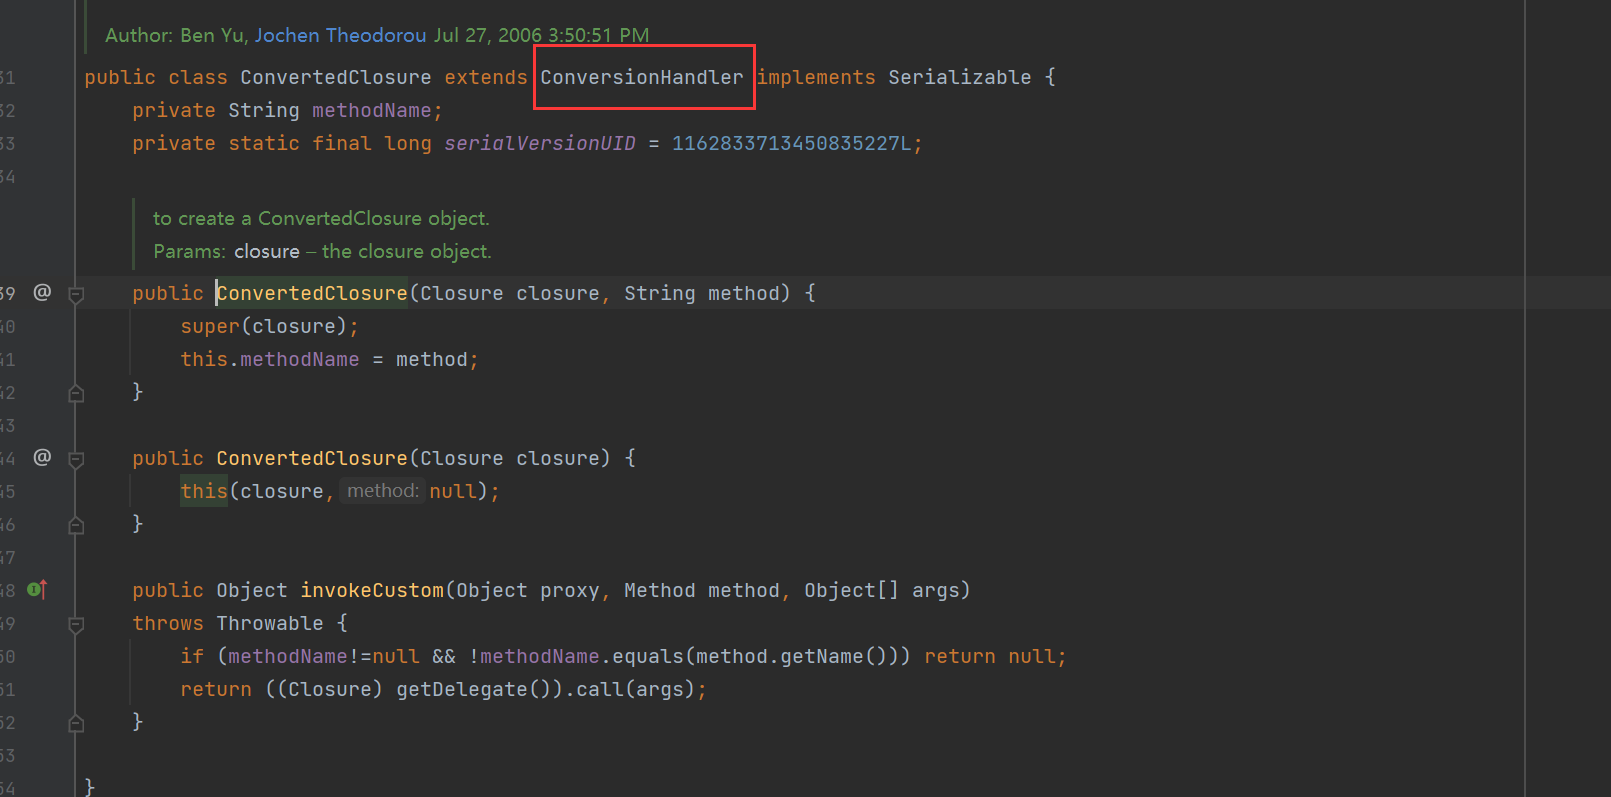 Author: Ben Yu, Jochen Theodorou Jul 27, 2006 3:50:51 PM
31 public class ConvertedClosure extends ConversionHandler implements Serializable {
32 private String methodName;
33 private static final long serialVersionUID = 1162833713450835227L;
34
to create a ConvertedClosure object.
Params: closure – the closure object.
39 @ public ConvertedClosure(Closure closure, String method) {
40 super(closure);
41 this.methodName = method;
42 }
43
44 @ public ConvertedClosure(Closure closure) {
45 this(closure, method: null);
46 }
47
48 public Object invokeCustom(Object proxy, Method method, Object[] args)
49 throws Throwable {
50 if (methodName!=null && !methodName.equals(method.getName())) return null;
51 return ((Closure) getDelegate()).call(args);
52 }
53
54 }